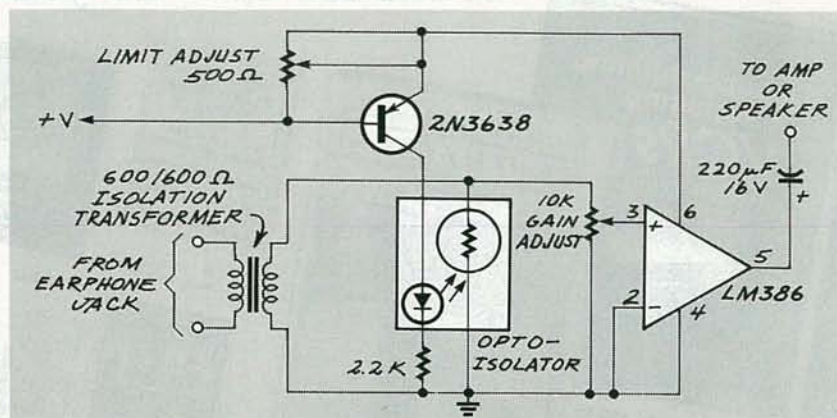 LIMIT ADJUST
500Ω
+V
2N3638
TO AMP
OR
SPEAKER
220µF
16V
+
600/600Ω
ISOLATION
TRANSFORMER
FROM
EARPHONE
JACK
10K
GAIN
ADJUST
3
+
6
5
2
-
4
LM386
2.2K
OPTO-
ISOLATOR